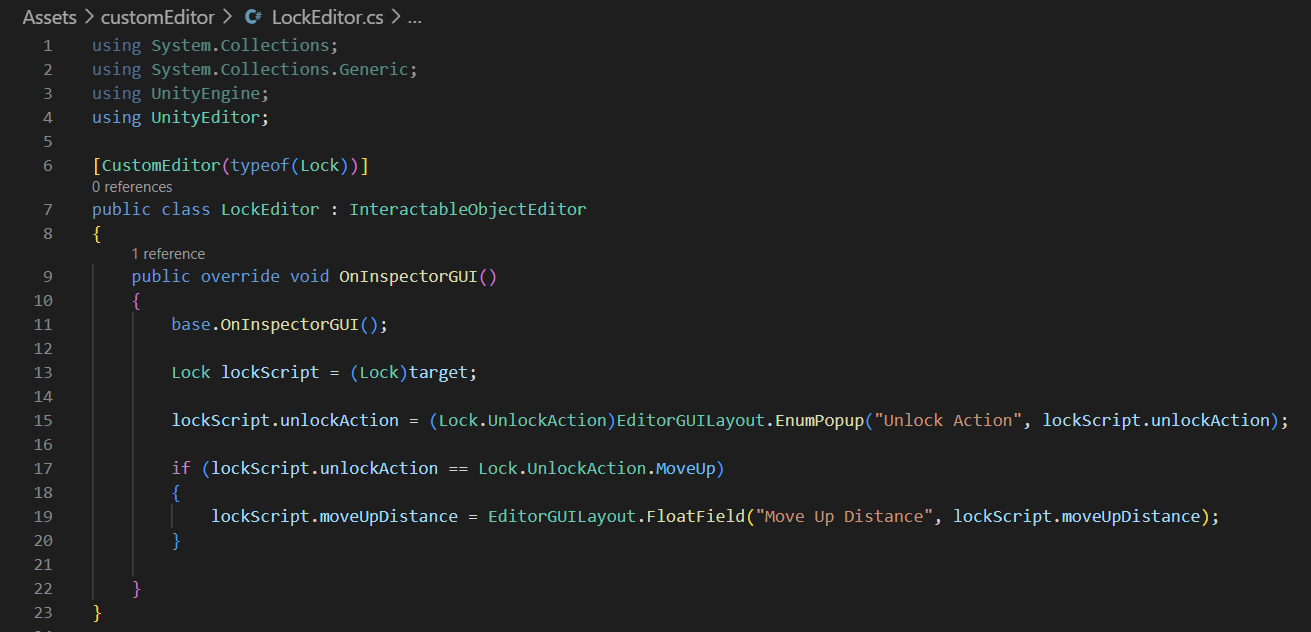 Assets > customEditor > C# LockEditor.cs > ...
1 using System.Collections;
2 using System.Collections.Generic;
3 using UnityEngine;
4 using UnityEditor;
5
6 [CustomEditor(typeof(Lock))]
0 references
7 public class LockEditor : InteractableObjectEditor
8 {
1 reference
9     public override void OnInspectorGUI()
10     {
11         base.OnInspectorGUI();
12
13         Lock lockScript = (Lock)target;
14
15         lockScript.unlockAction = (Lock.UnlockAction)EditorGUILayout.EnumPopup("Unlock Action", lockScript.unlockAction);
16
17         if (lockScript.unlockAction == Lock.UnlockAction.MoveUp)
18         {
19             lockScript.moveUpDistance = EditorGUILayout.FloatField("Move Up Distance", lockScript.moveUpDistance);
20         }
21
22     }
23 }